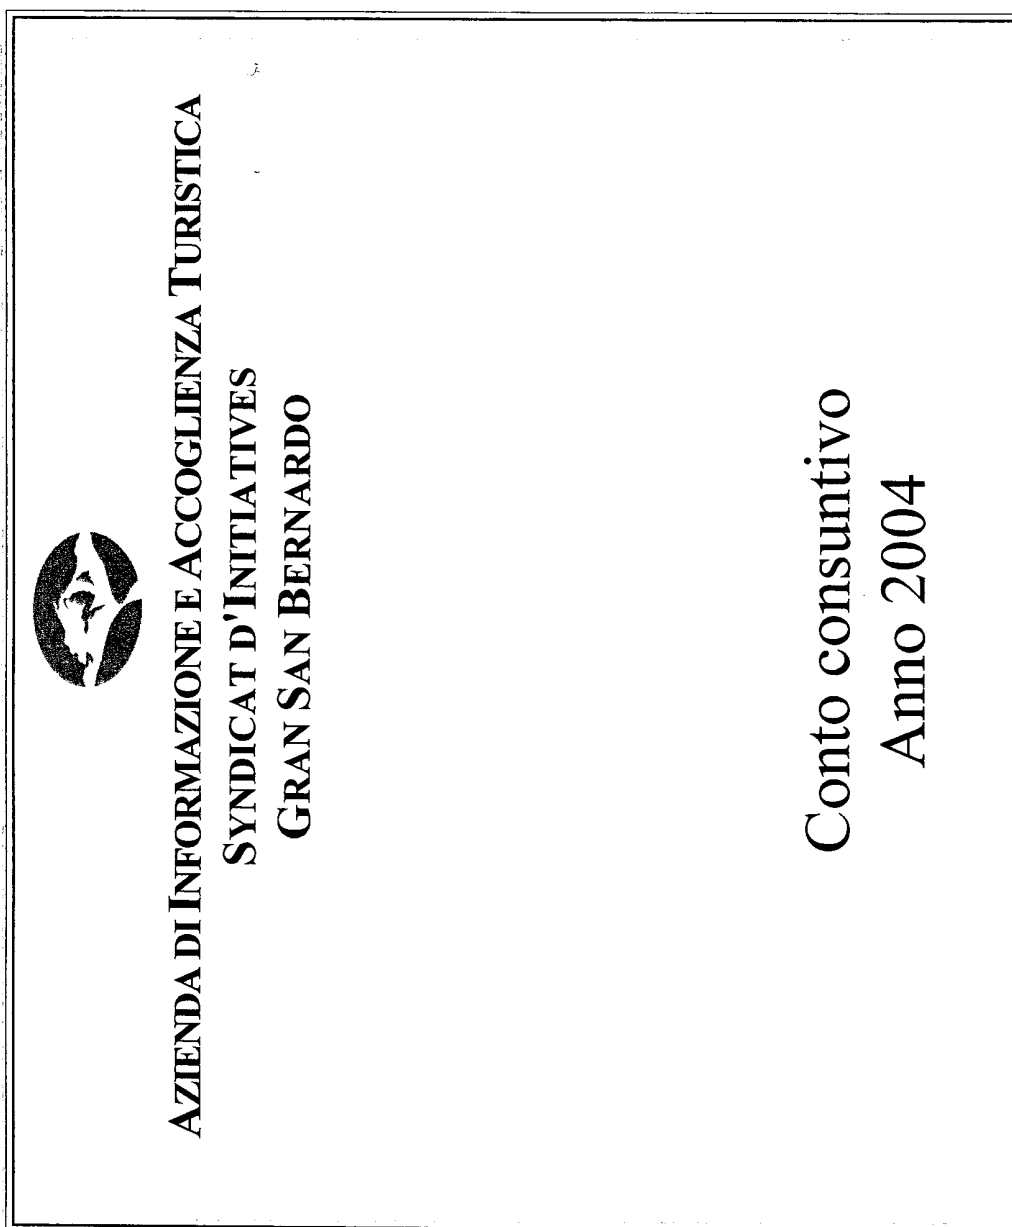 AZIENDA DI INFORMAZIONE E ACCOGLIENZA TURISTICA
SYNDICAT D'INITIATIVES
GRAN SAN BERNARDO
Conto consuntivo
Anno 2004